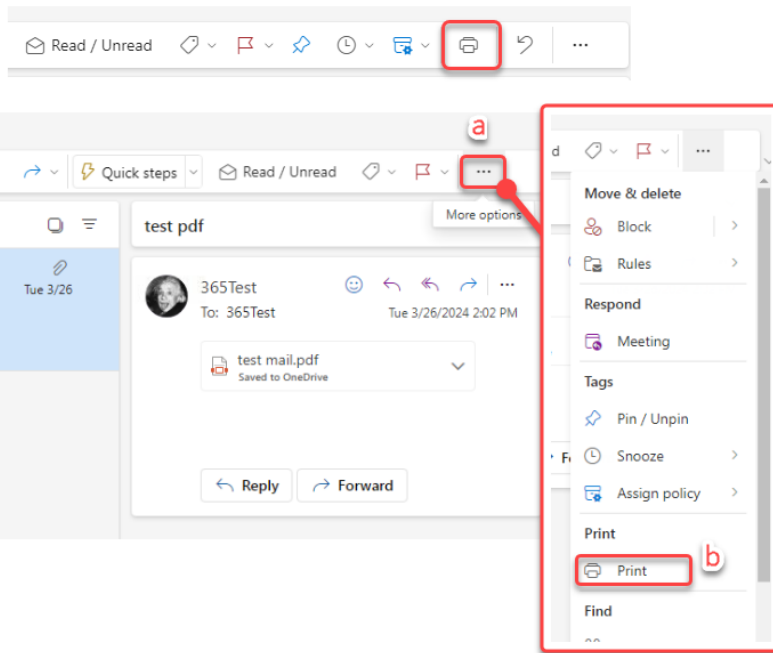 Read / Unread
...
a
Quick steps
Read / Unread
...
More options
test pdf
Tue 3/26
365Test
To: 365Test
...
Tue 3/26/2024 2:02 PM
test mail.pdf
Saved to OneDrive
Reply
Forward
d
...
Move & delete
Block
Rules
Respond
Meeting
Tags
Pin / Unpin
F
Snooze
Assign policy
Print
Print
b
Find